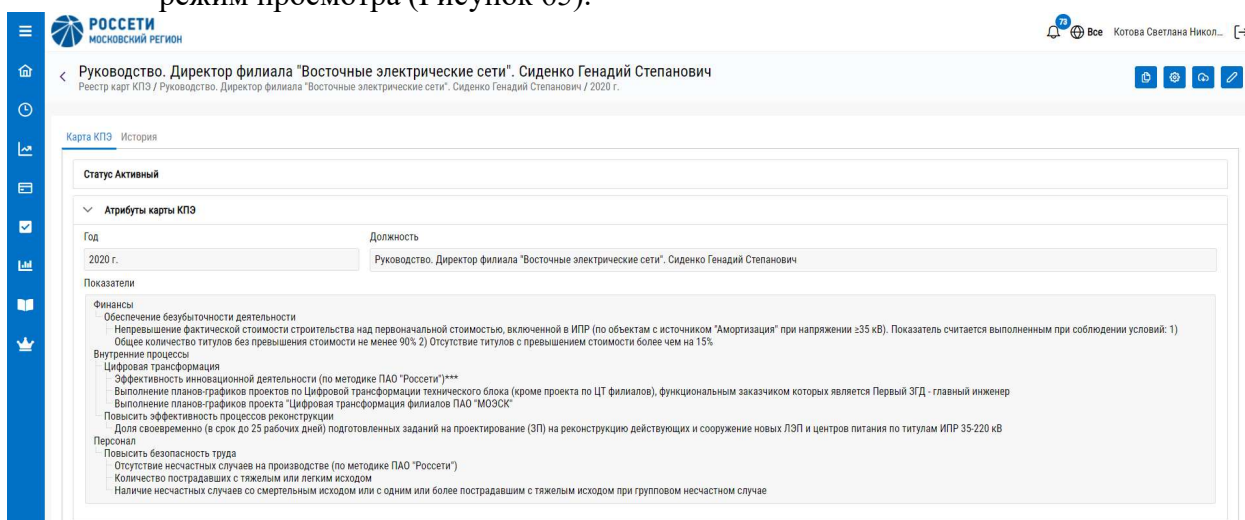 режим просмотра (Рисунок 65).
РОССЕТИ
МОСКОВСКИЙ РЕГИОН
73
Все Котова Светлана Никол...
Руководство. Директор филиала "Восточные электрические сети". Сиденко Генадий Степанович
Реестр карт КПЭ / Руководство. Директор филиала "Восточные электрические сети". Сиденко Генадий Степанович / 2020 г.
Карта КПЭ История
Статус Активный
Атрибуты карты КПЭ
Год Должность
2020 г. Руководство. Директор филиала "Восточные электрические сети". Сиденко Генадий Степанович
Показатели
Финансы
Обеспечение безубыточности деятельности
Непревышение фактической стоимости строительства над первоначальной стоимостью, включенной в ИПР (по объектам с источником "Амортизация" при напряжении ≥35 кВ). Показатель считается выполненным при соблюдении условий: 1)
Общее количество титулов без превышения стоимости не менее 90% 2) Отсутствие титулов с превышением стоимости более чем на 15%
Внутренние процессы
Цифровая трансформация
Эффективность инновационной деятельности (по методике ПАО "Россети")***
Выполнение планов-графиков проектов по Цифровой трансформации технического блока (кроме проекта по ЦТ филиалов), функциональным заказчиком которых является Первый ЗГД - главный инженер
Выполнение планов-графиков проекта "Цифровая трансформация филиалов ПАО "МОЭСК"
Повысить эффективность процессов реконструкции
Доля своевременно (в срок до 25 рабочих дней) подготовленных заданий на проектирование (ЗП) на реконструкцию действующих и сооружение новых ЛЭП и центров питания по титулам ИПР 35-220 кВ
Персонал
Повысить безопасность труда
Отсутствие несчастных случаев на производстве (по методике ПАО "Россети")
Количество пострадавших с тяжелым или легким исходом
Наличие несчастных случаев со смертельным исходом или с одним или более пострадавшим с тяжелым исходом при групповом несчастном случае